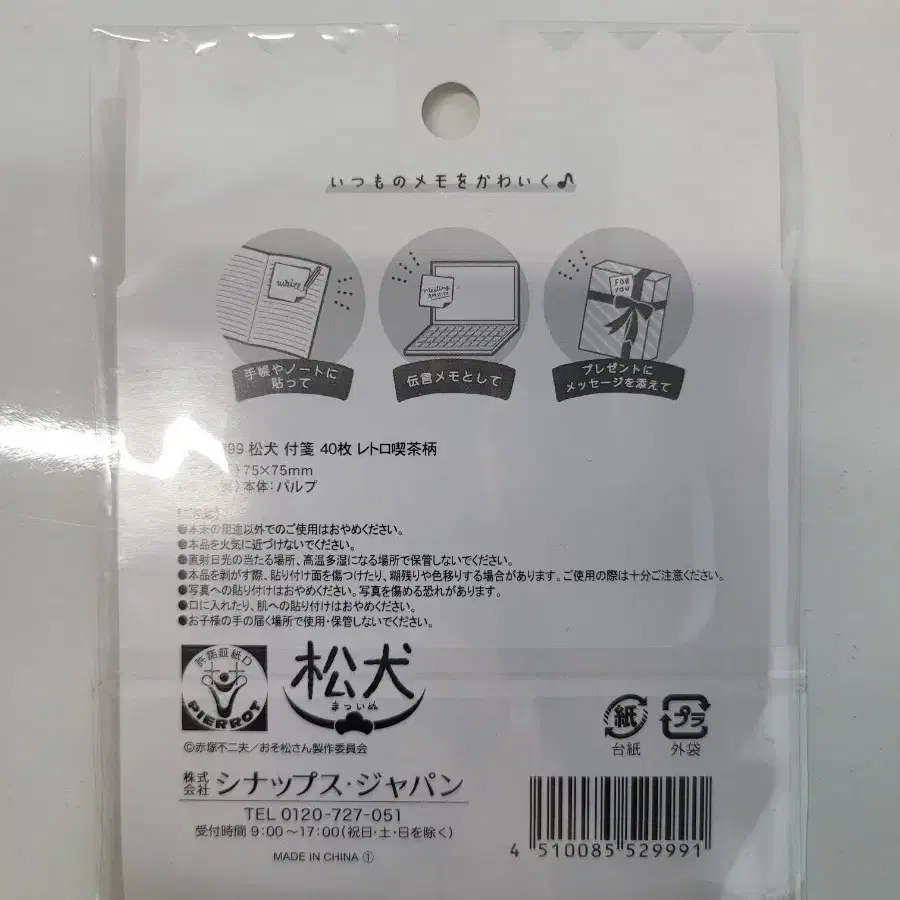 いつものメモをかわいく♪
write
meeting
FOR YOU
手帳やノートに
貼って
伝言メモとして
プレゼントに
メッセージを添えて
99 松犬 付箋 40枚 レトロ喫茶柄
75×75mm
本体:パルプ
●本来の用途以外でのご使用はおやめください。
●本品を火気に近づけないでください。
●直射日光の当たる場所、高温多湿になる場所で保管しないでください。
●本品を剥がす際、貼り付け面を傷つけたり、糊残りや色移りする場合があります。ご使用の際は十分ご注意ください。
●写真への貼り付けはおやめください。写真を傷める恐れがあります。
●口に入れたり、肌への貼り付けはおやめください。
●お子様の手の届く場所で使用・保管しないでください。
許諾証紙D
PIERROT
松犬
まついぬ
©赤塚不二夫/おそ松さん製作委員会
紙
台紙
プラ
外袋
株式会社 シナップス・ジャパン
TEL 0120-727-051
受付時間 9:00～17:00(祝日・土・日を除く)
MADE IN CHINA ①
4 510085 529991